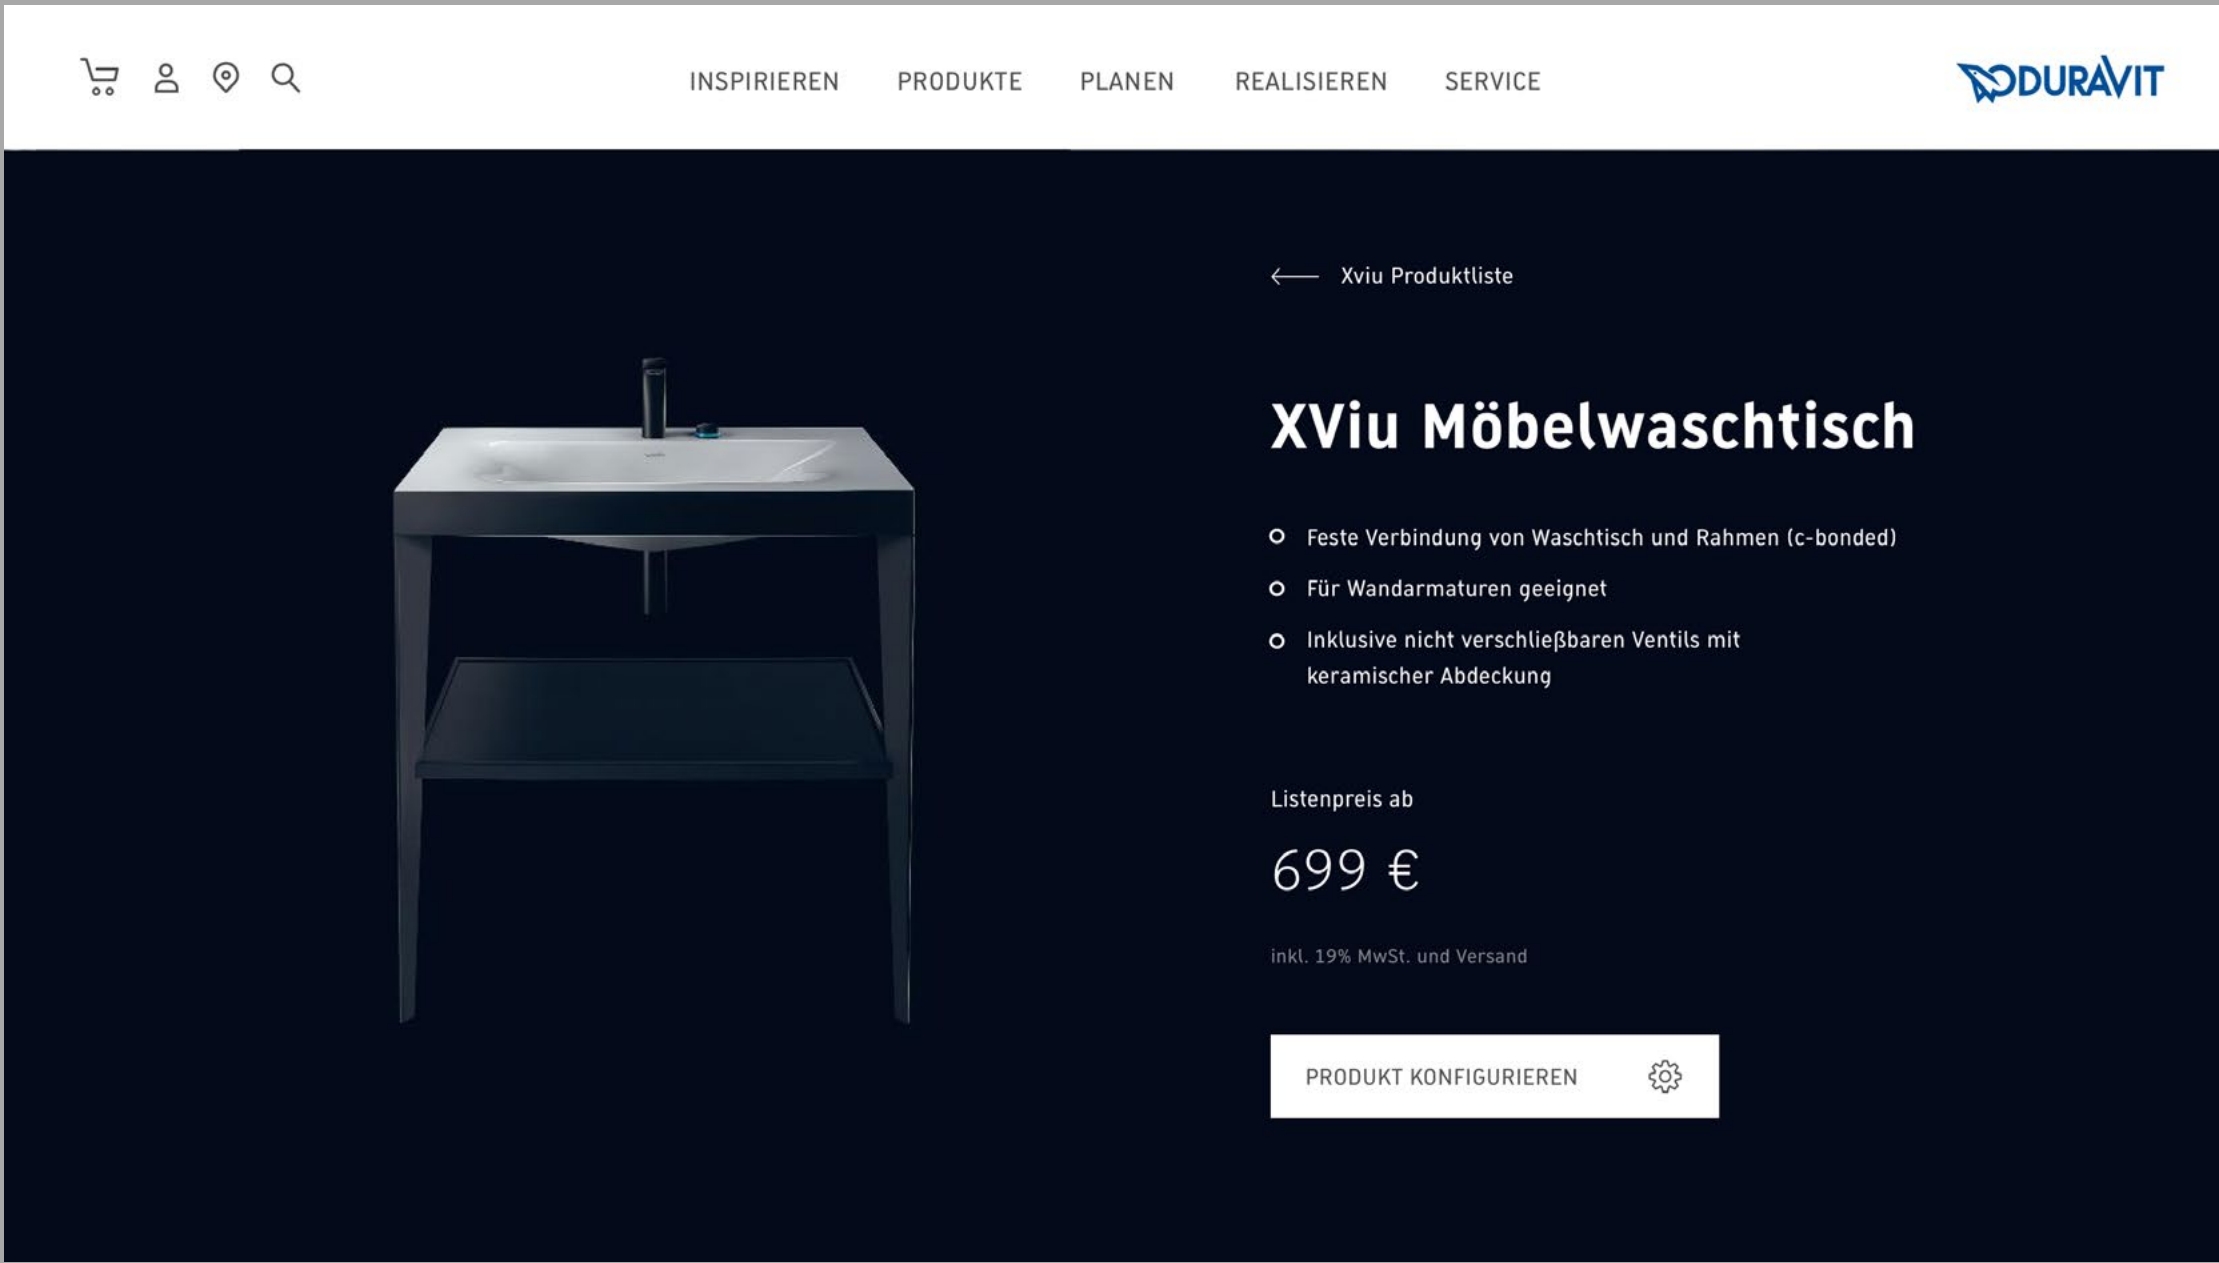 INSPIRIEREN PRODUKTE PLANEN REALISIEREN SERVICE
DURAVIT
Xviu Produktliste
XViu Möbelwaschtisch
Feste Verbindung von Waschtisch und Rahmen (c-bonded)
Für Wandarmaturen geeignet
Inklusive nicht verschließbaren Ventils mit
keramischer Abdeckung
Listenpreis ab
699 €
inkl. 19% MwSt. und Versand
PRODUKT KONFIGURIEREN